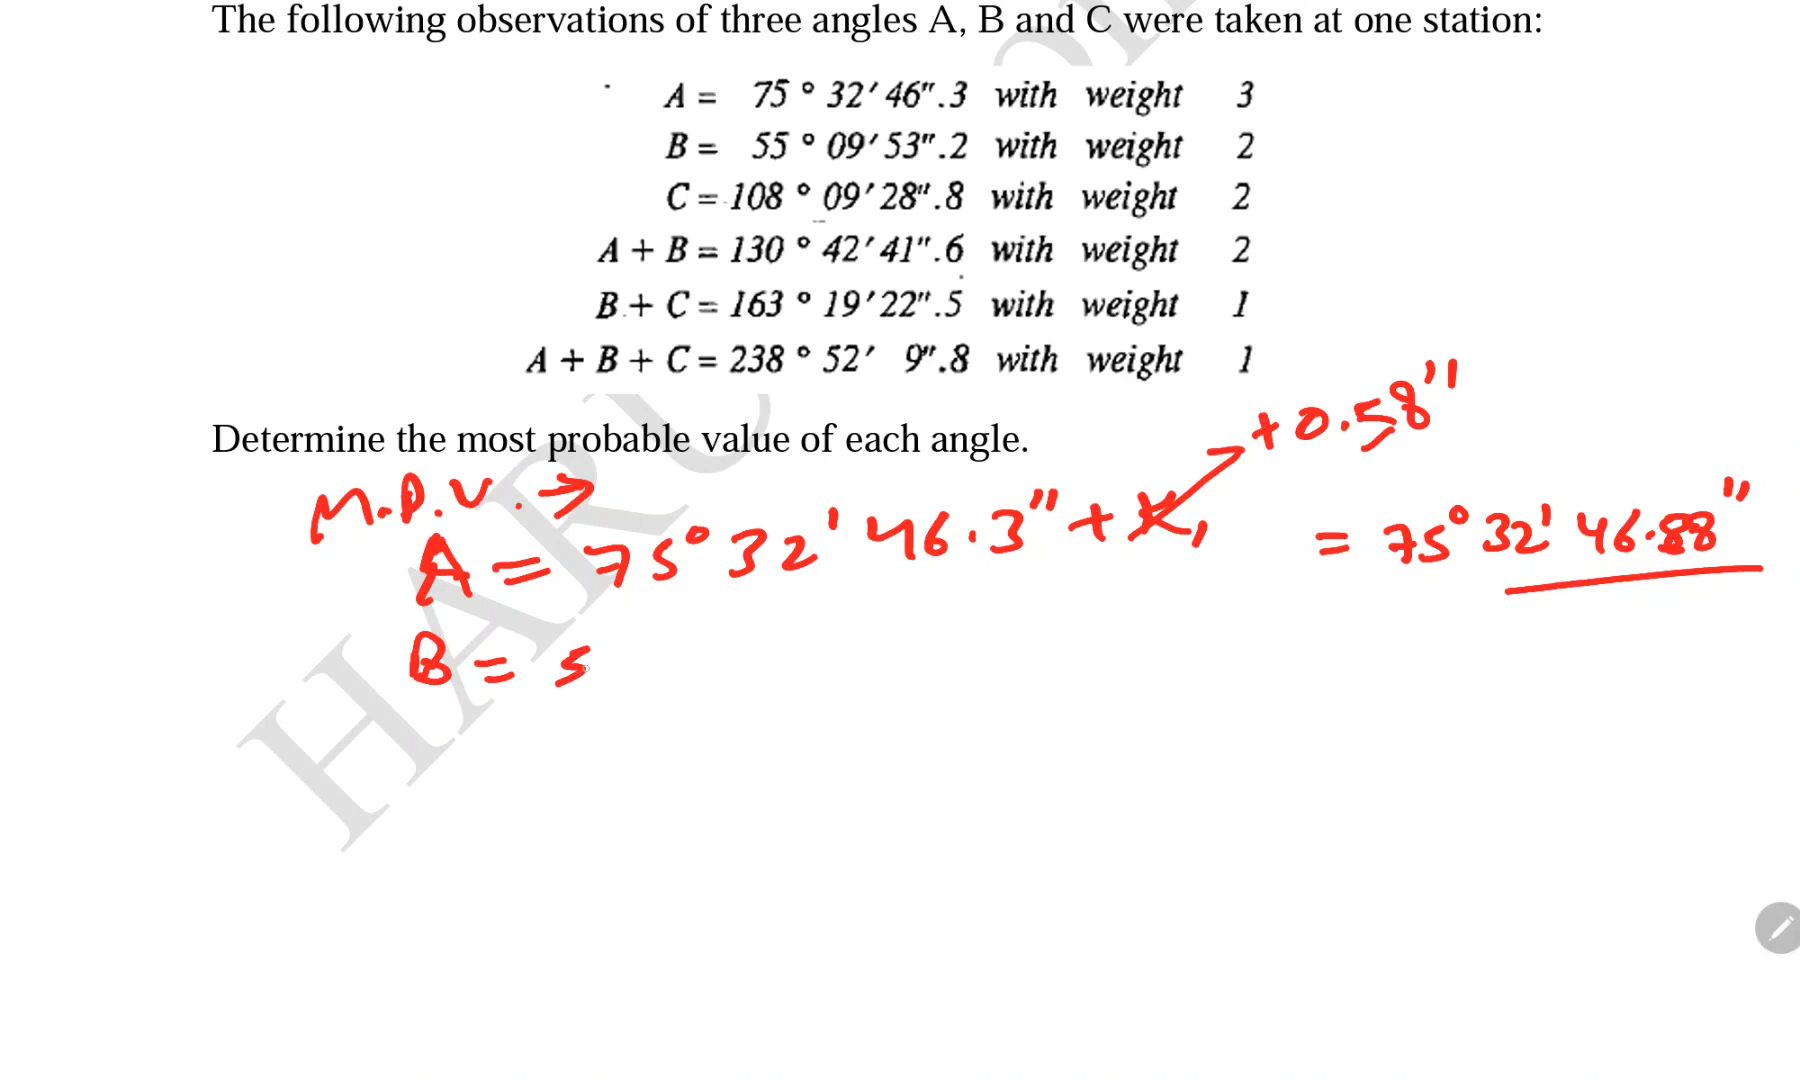 The following observations of three angles A, B and C were taken at one station:
A = 75 ° 32′ 46″.3 with weight 3
B = 55 ° 09′ 53″.2 with weight 2
C = 108 ° 09′ 28″.8 with weight 2
A + B = 130 ° 42′ 41″.6 with weight 2
B + C = 163 ° 19′ 22″.5 with weight 1
A + B + C = 238 ° 52′ 9″.8 with weight 1
Determine the most probable value of each angle.
+0.58"
M.P.V. →
A = 75° 32' 46.3" + K₁ = 75° 32' 46.88"
B = 5